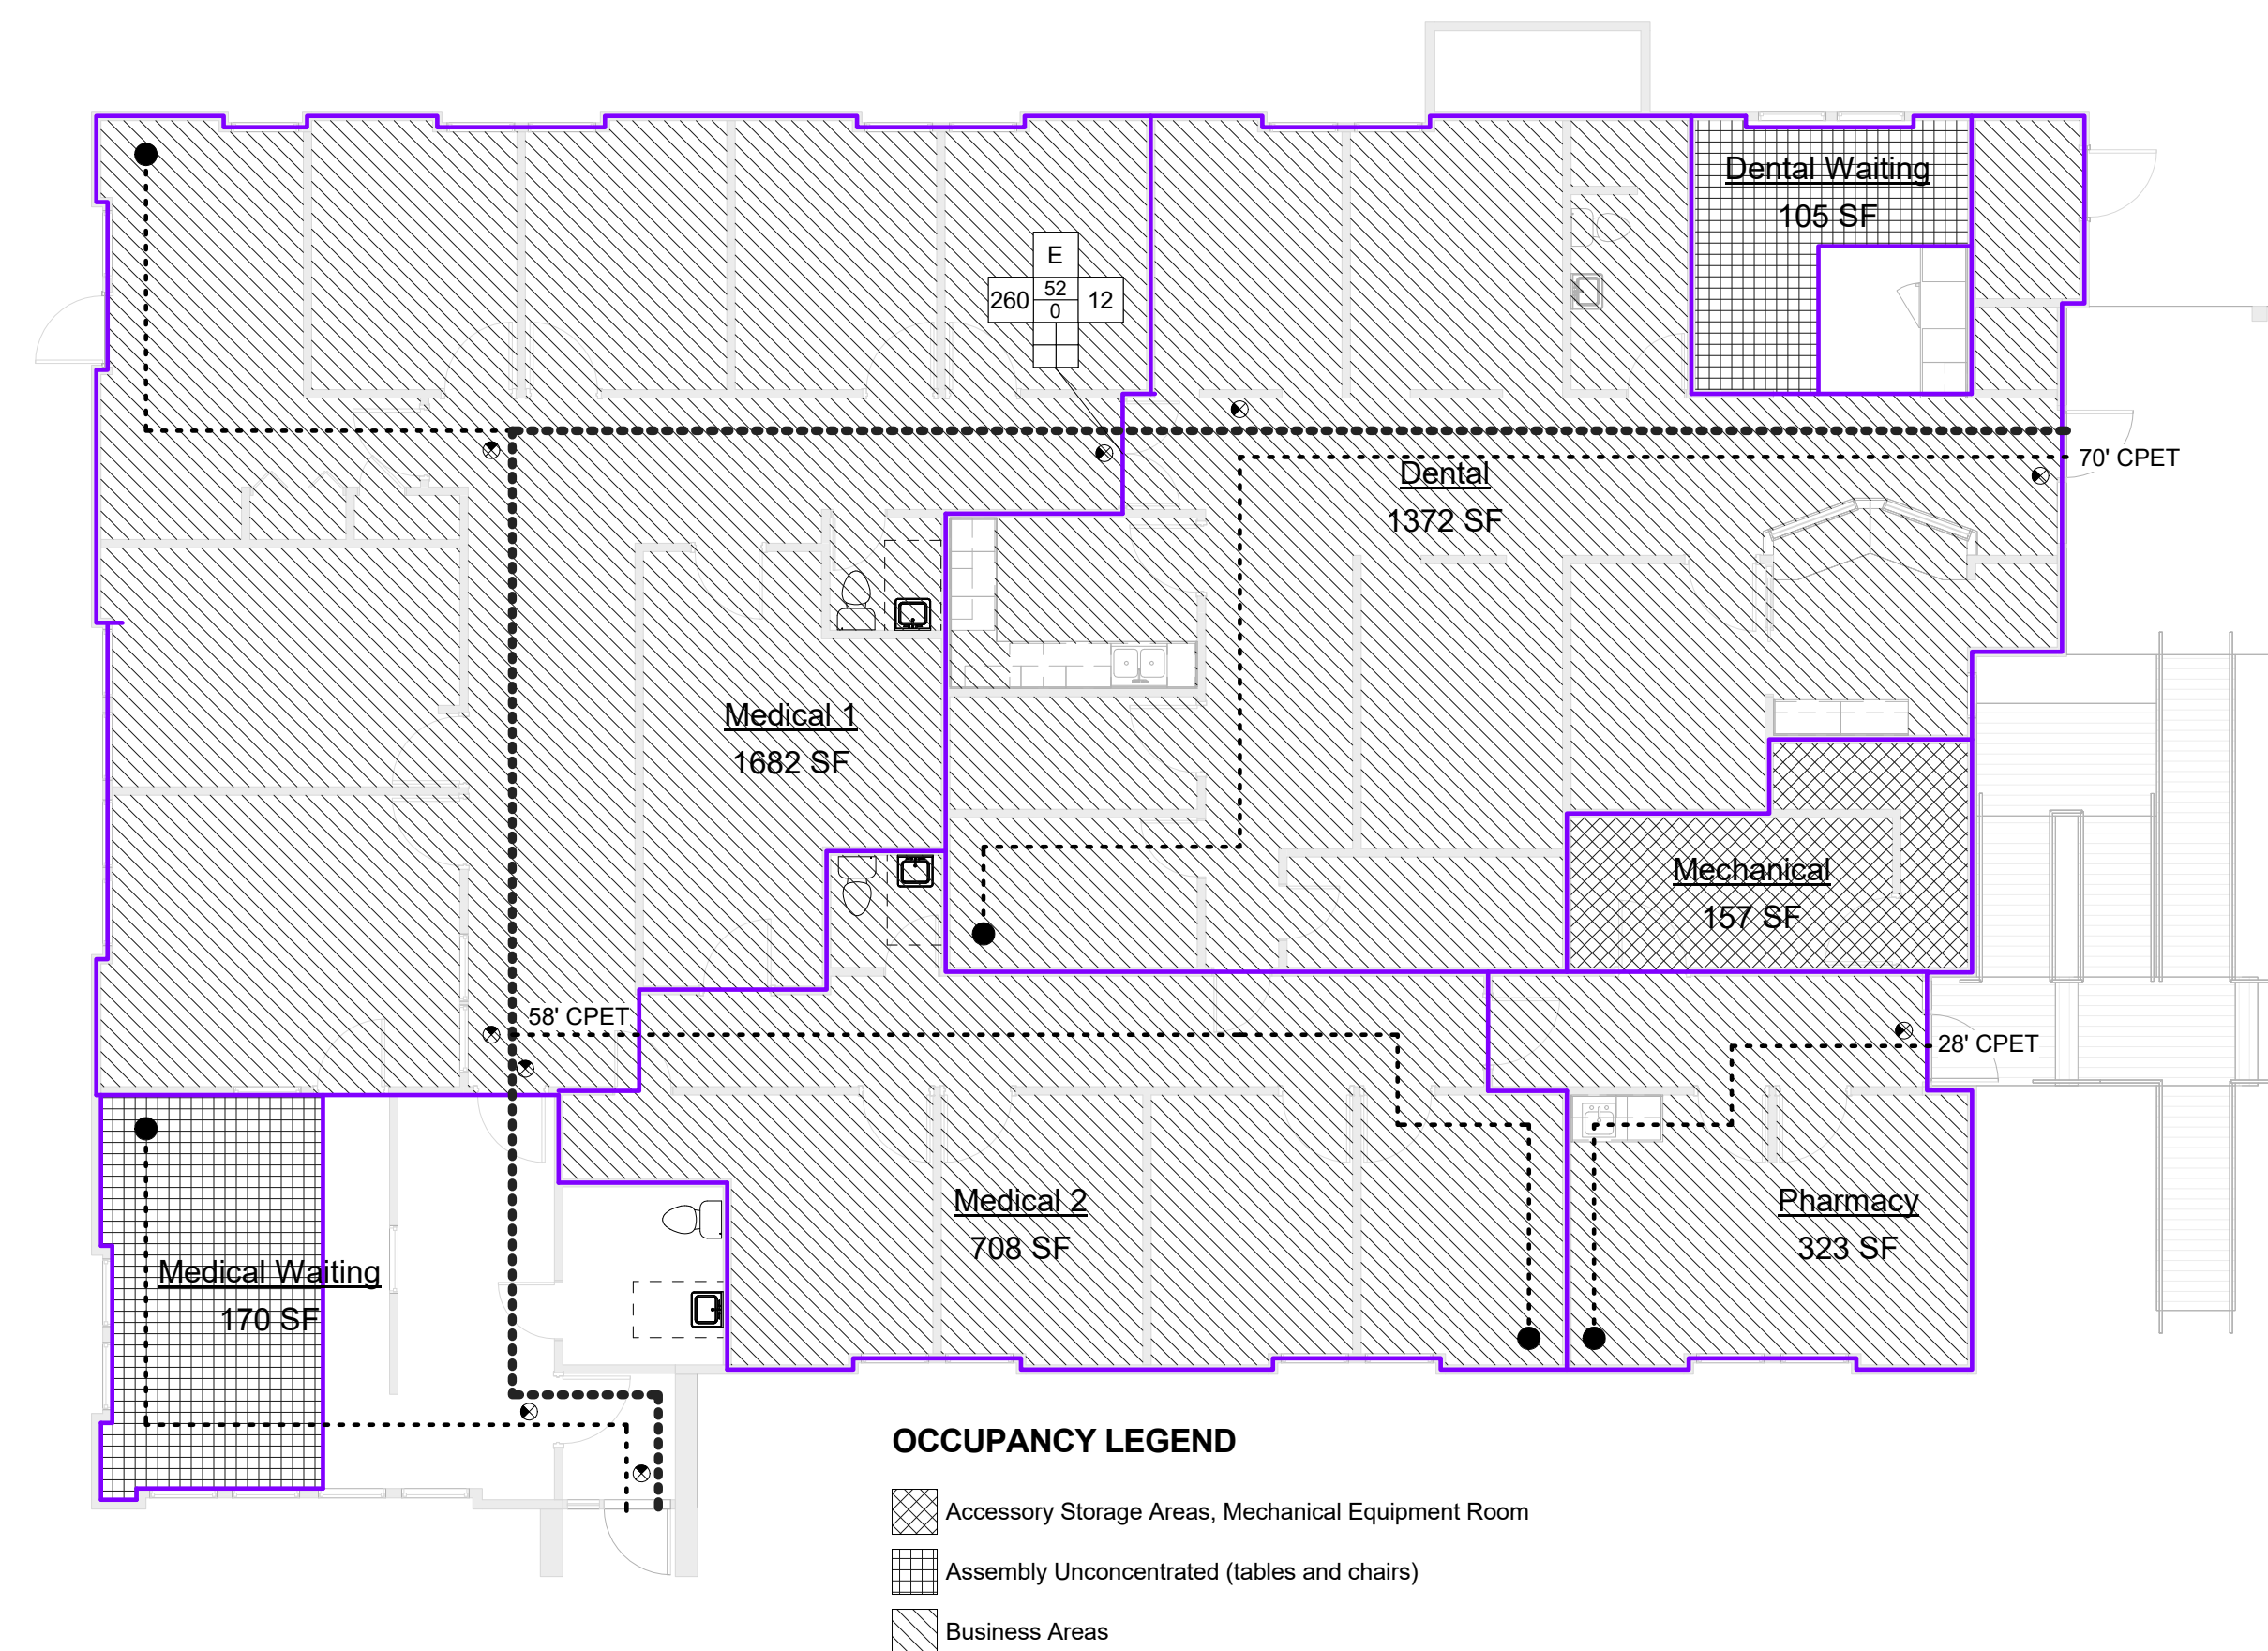 Dental Waiting
105 SF
E
260
52
12
0
70' CPET
Dental
1372 SF
Medical 1
1682 SF
Mechanical
157 SF
58' CPET
28' CPET
Medical 2
708 SF
Pharmacy
323 SF
Medical Waiting
170 SF
OCCUPANCY LEGEND
Accessory Storage Areas, Mechanical Equipment Room
Assembly Unconcentrated (tables and chairs)
Business Areas